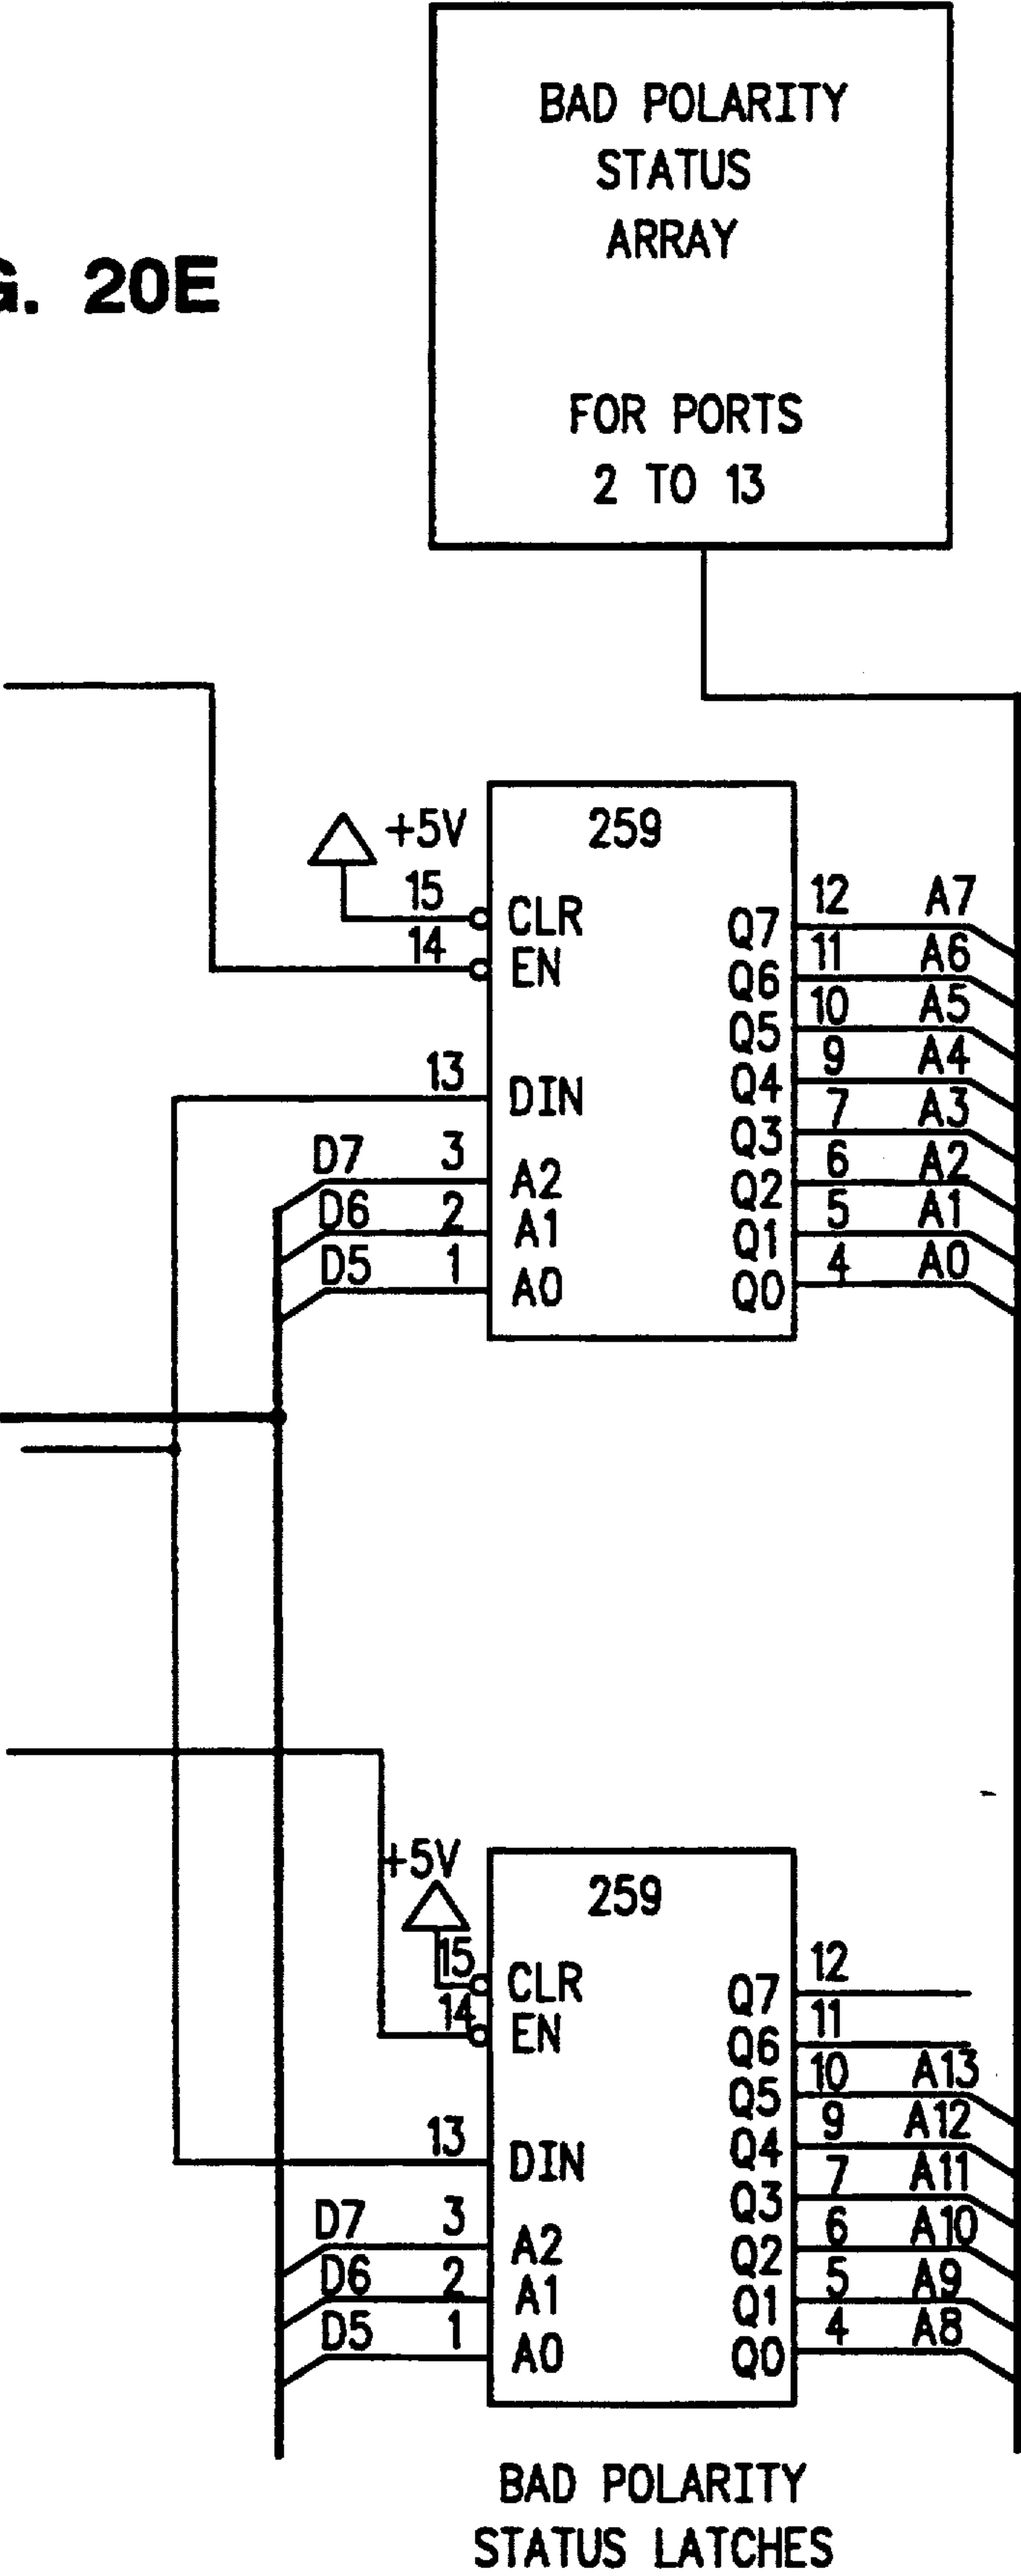 BAD POLARITY
STATUS
ARRAY
G. 20E
FOR PORTS
2 TO 13
+5V
259
15
CLR
14
EN
13
DIN
D7
3
A2
D6
2
A1
D5
1
A0
Q7
12
A7
Q6
11
A6
Q5
10
A5
Q4
9
A4
Q3
7
A3
Q2
6
A2
Q1
5
A1
Q0
4
A0
+5V
259
15
CLR
14
EN
13
DIN
D7
3
A2
D6
2
A1
D5
1
A0
Q7
12
Q6
11
Q5
10
A13
Q4
9
A12
Q3
7
A11
Q2
6
A10
Q1
5
A9
Q0
4
A8
BAD POLARITY
STATUS LATCHES